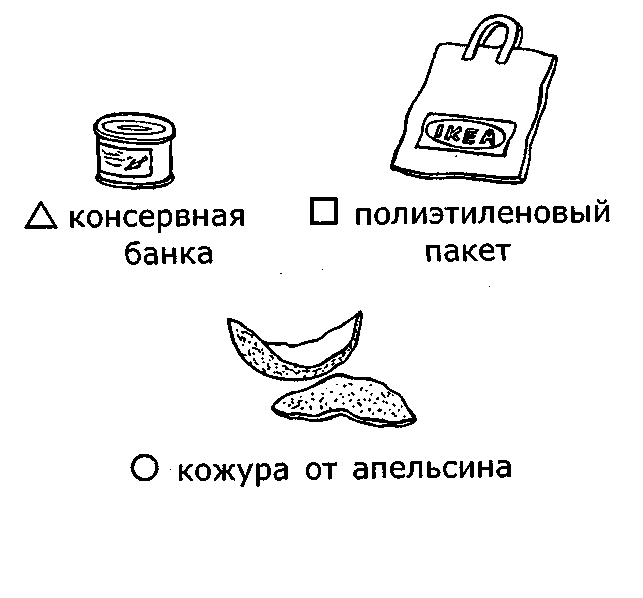 IKEA
консервная
банка
полиэтиленовый
пакет
кожура от апельсина